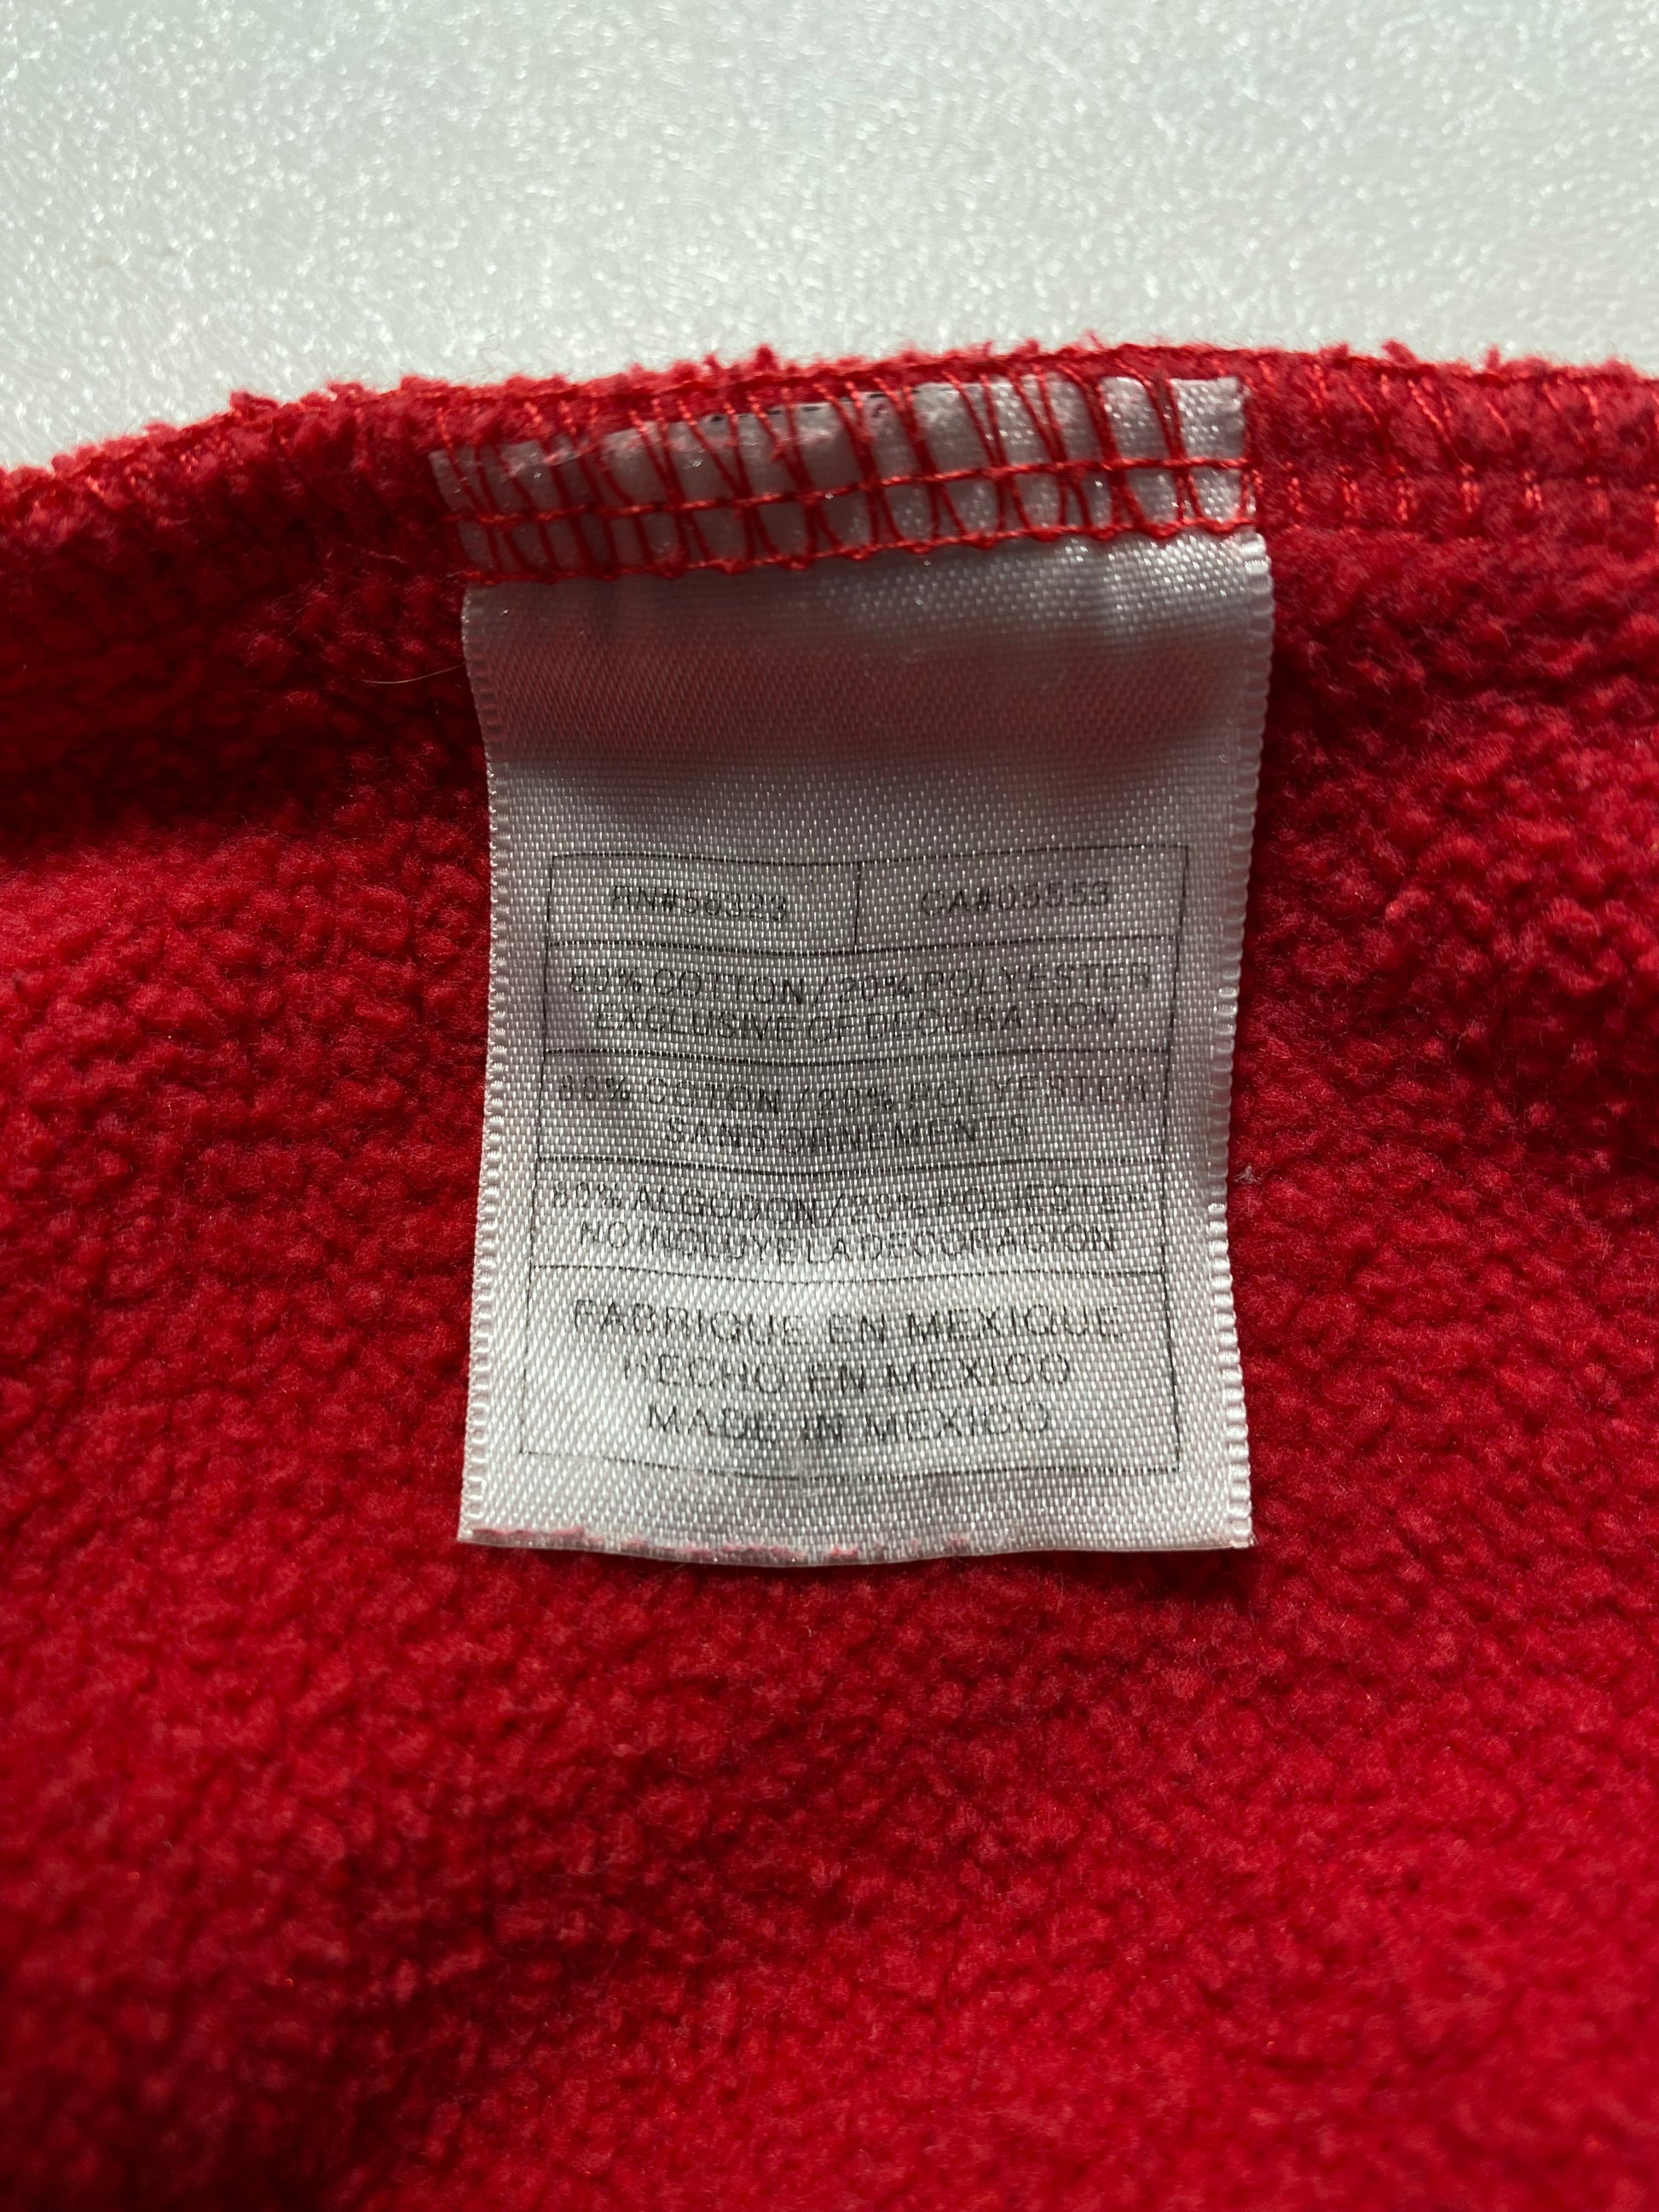 RN#56323 CA#05553
80% COTTON / 20% POLYESTER
EXCLUSIVE OF DECORATION
80% COTTON / 20% POLYESTER
SANS ORNEMENTS
80% ALGODON / 20% POLIESTER
NO INCLUYE LA DECORACION
FABRIQUE EN MEXIQUE
HECHO EN MEXICO
MADE IN MEXICO